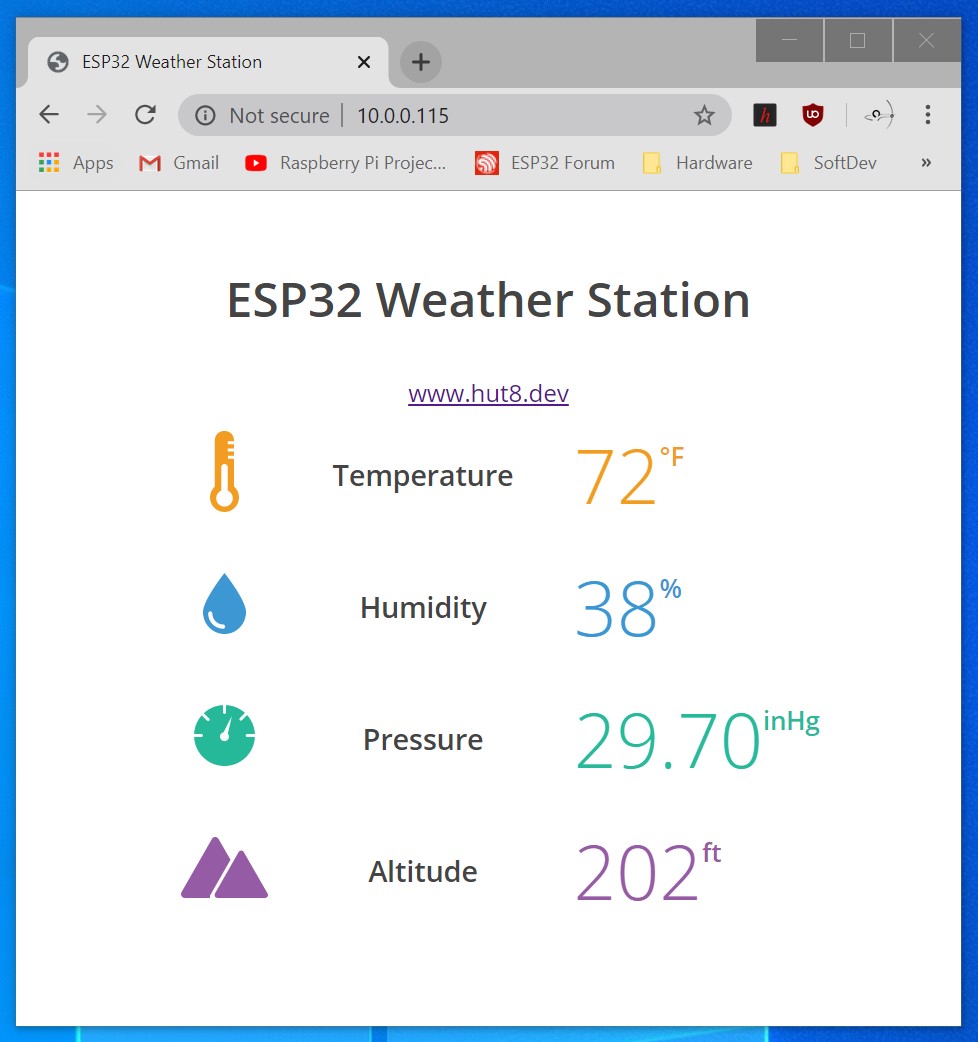 ESP32 Weather Station
Not secure | 10.0.0.115
h UD
Apps Gmail Raspberry Pi Projec... ESP32 Forum Hardware SoftDev »
ESP32 Weather Station
www.hut8.dev
Temperature 72 °F
Humidity 38 %
Pressure 29.70 inHg
Altitude 202 ft